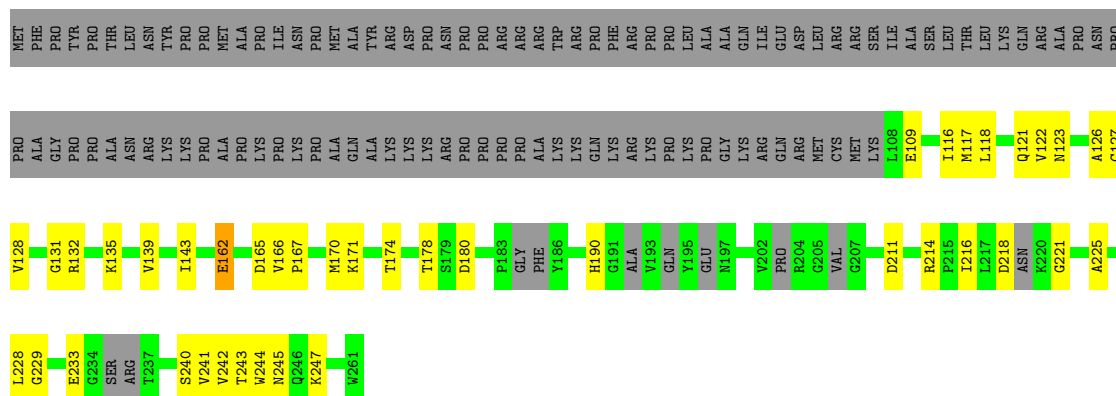 MET PHE PRO TYR PRO THR LEU ASN TYR PRO PRO MET ALA PRO ILE ASN PRO MET ALA TYR ARG ASP PRO ASN PRO PRO ARG ARG ARG TRP ARG PRO PHE ARG PRO PRO LEU ALA ALA GLN ILE GLU ASP LEU ARG ARG SER ILE ALA SER LEU THR LEU LYS GLN ARG ALA PRO ASN PRO
PRO ALA GLY PRO PRO ALA ASN ARG LYS LYS PRO ALA PRO LYS PRO LYS PRO ALA GLN ALA LYS LYS LYS ARG PRO PRO PRO PRO ALA LYS LYS GLN LYS ARG LYS PRO PRO GLY LYS ARG GLN ARG MET CYS MET LYS L108 E109 I116 M117 L118 Q121 V122 N123 A126 G127
V128 G131 R132 K135 V139 I143 E162 D165 V166 P167 M170 K171 T174 T178 S179 D180 P183 GLY PHE Y186 H190 G191 ALA V193 GLN Y195 GLU N197 V202 PRO R204 G205 VAL G207 D211 R214 P215 I216 L217 D218 ASN K220 G221 A225
L228 G229 E233 G234 SER ARG T237 S240 V241 V242 T243 W244 N245 Q246 K247 W261